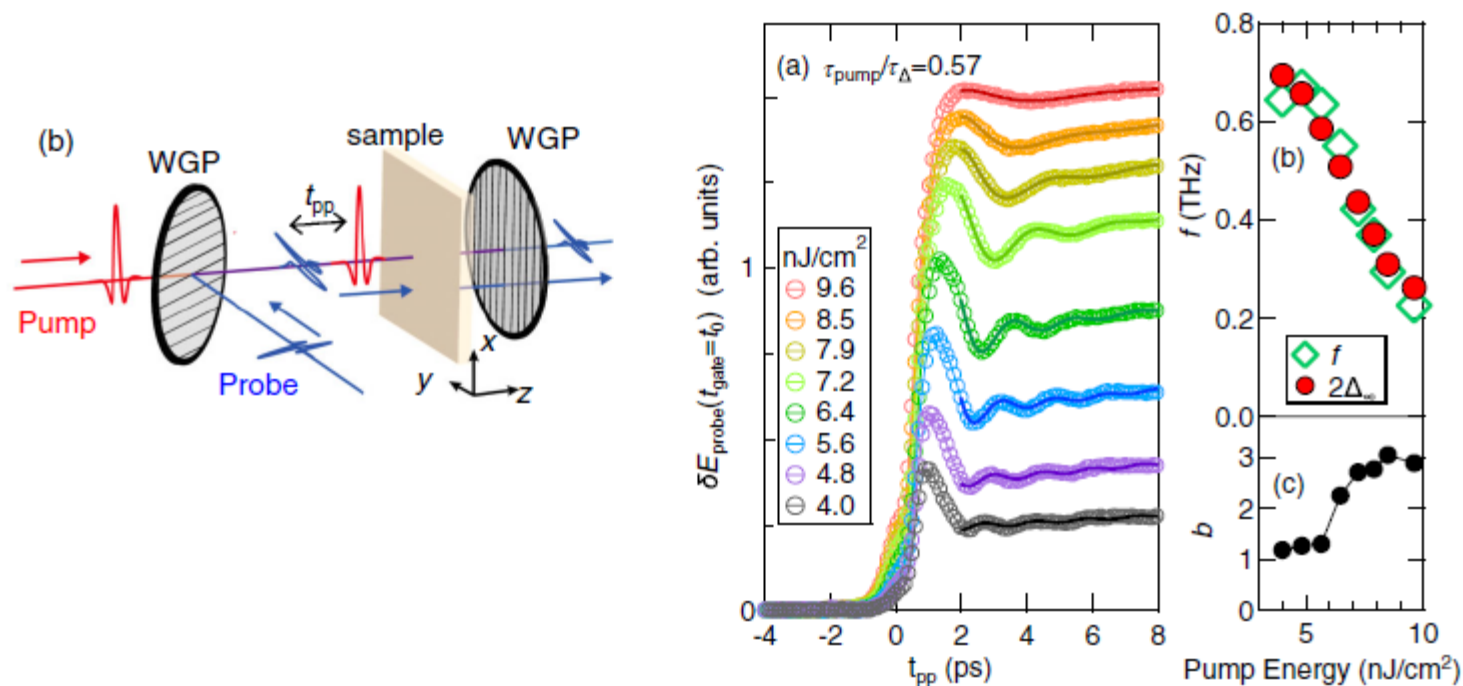 (b)
WGP
sample
WGP
t_pp
Pump
Probe
x
y
z
(a) τ_pump/τ_Δ=0.57
δE_probe(t_gate=t_0) (arb. units)
1
0
nJ/cm²
9.6
8.5
7.9
7.2
6.4
5.6
4.8
4.0
-4 -2 0 2 4 6 8
t_pp (ps)
0.8
0.6
0.4
0.2
0.0
f (THz)
(b)
f
2Δ_∞
3
2
1
0
b
(c)
5 10
Pump Energy (nJ/cm²)